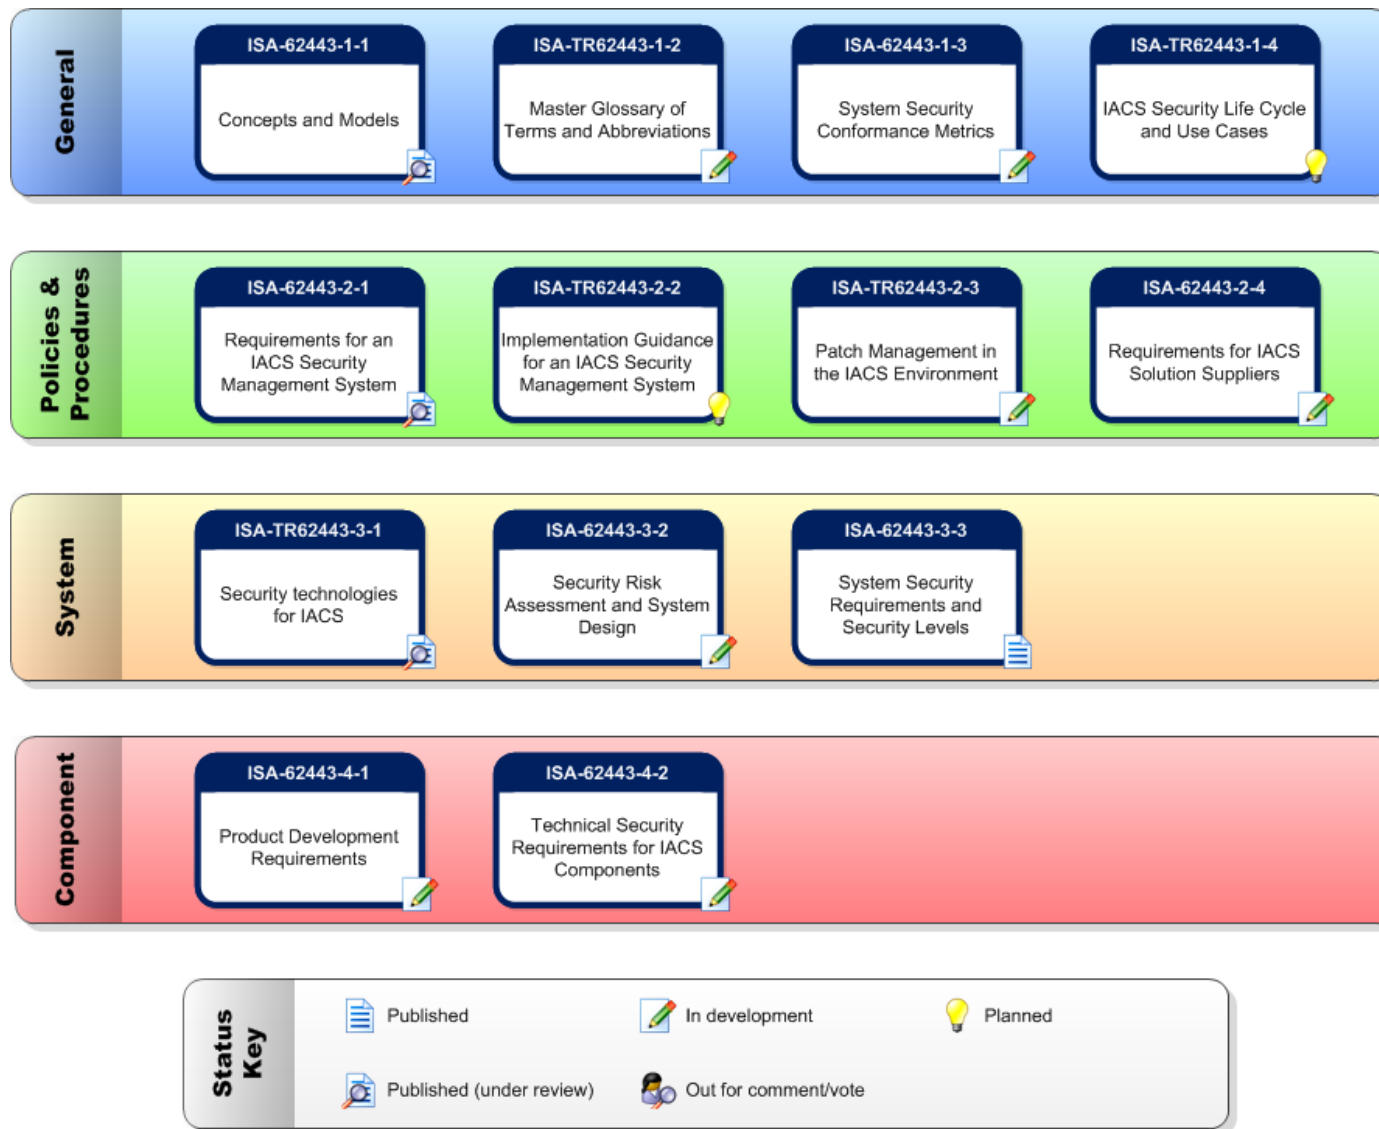 General
ISA-62443-1-1
Concepts and Models
ISA-TR62443-1-2
Master Glossary of
Terms and Abbreviations
ISA-62443-1-3
System Security
Conformance Metrics
ISA-TR62443-1-4
IACS Security Life Cycle
and Use Cases
Policies &
Procedures
ISA-62443-2-1
Requirements for an
IACS Security
Management System
ISA-TR62443-2-2
Implementation Guidance
for an IACS Security
Management System
ISA-TR62443-2-3
Patch Management in
the IACS Environment
ISA-62443-2-4
Requirements for IACS
Solution Suppliers
System
ISA-TR62443-3-1
Security technologies
for IACS
ISA-62443-3-2
Security Risk
Assessment and System
Design
ISA-62443-3-3
System Security
Requirements and
Security Levels
Component
ISA-62443-4-1
Product Development
Requirements
ISA-62443-4-2
Technical Security
Requirements for IACS
Components
Status
Key
Published
In development
Planned
Published (under review)
Out for comment/vote